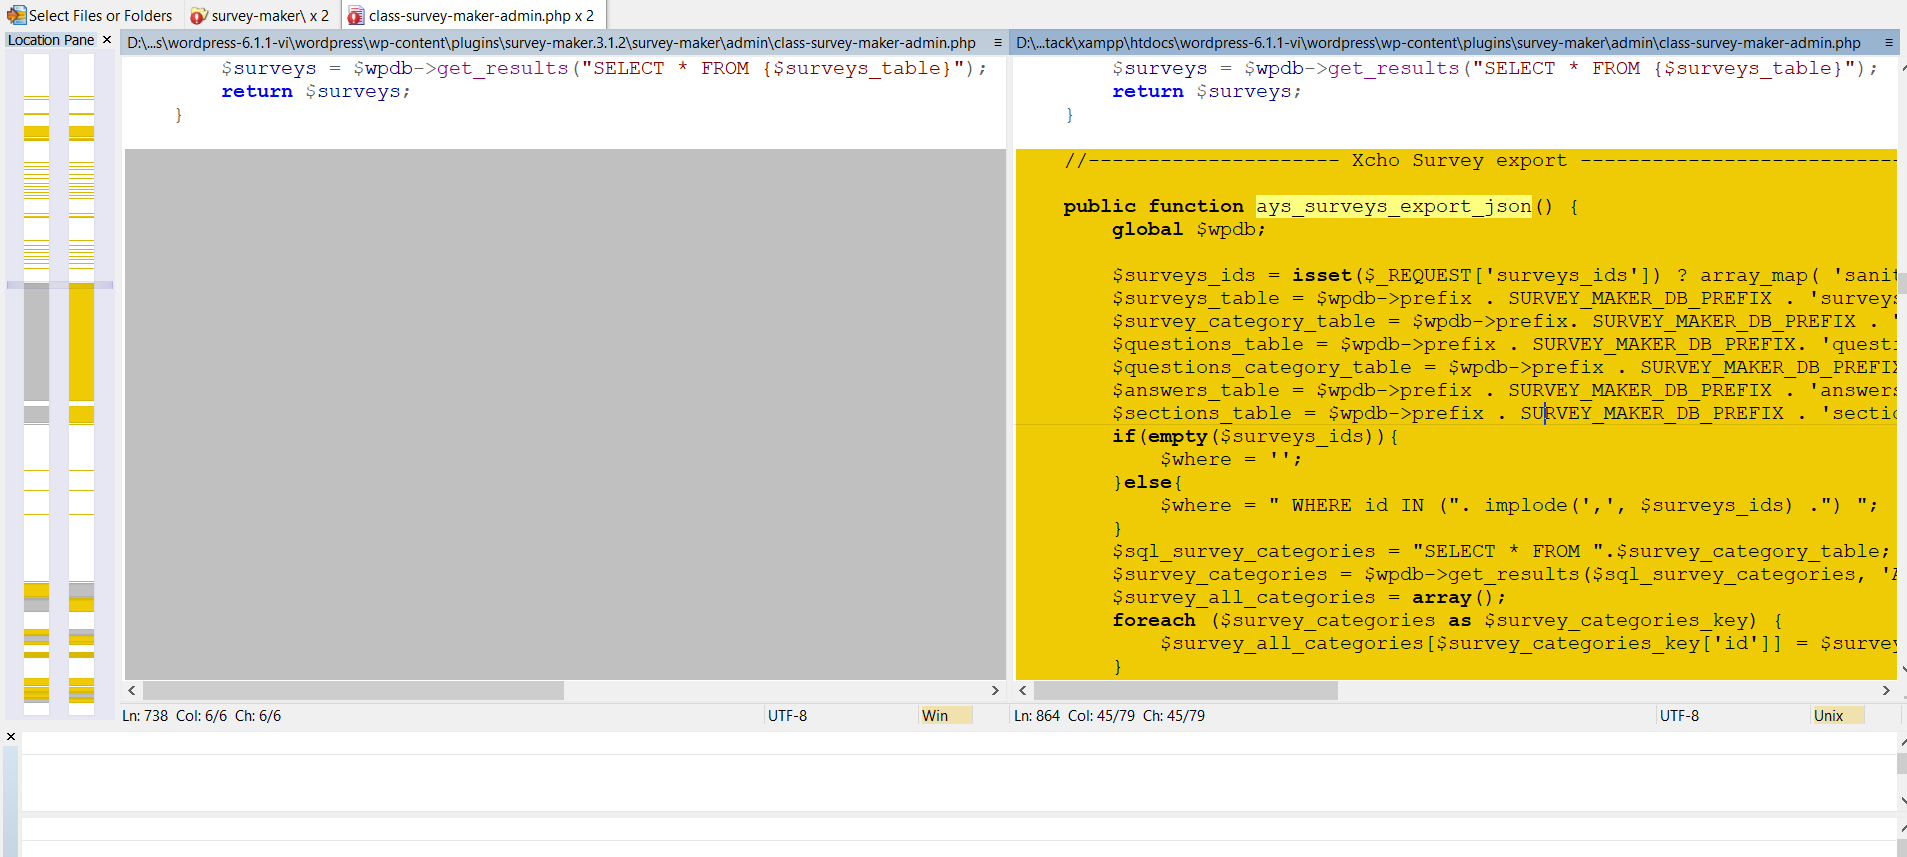 Select Files or Folders
survey-maker\ x 2
class-survey-maker-admin.php x 2
Location Pane
D:\...s\wordpress-6.1.1-vi\wordpress\wp-content\plugins\survey-maker.3.1.2\survey-maker\admin\class-survey-maker-admin.php
D:\...tack\xampp\htdocs\wordpress-6.1.1-vi\wordpress\wp-content\plugins\survey-maker\admin\class-survey-maker-admin.php
$surveys = $wpdb->get_results("SELECT * FROM {$surveys_table}");
return $surveys;
}
$surveys = $wpdb->get_results("SELECT * FROM {$surveys_table}");
return $surveys;
}
//--------------------- Xcho Survey export ---------------------------
public function ays_surveys_export_json() {
global $wpdb;
$surveys_ids = isset($_REQUEST['surveys_ids']) ? array_map( 'sanit
$surveys_table = $wpdb->prefix . SURVEY_MAKER_DB_PREFIX . 'surveys
$survey_category_table = $wpdb->prefix. SURVEY_MAKER_DB_PREFIX . '
$questions_table = $wpdb->prefix . SURVEY_MAKER_DB_PREFIX. 'questi
$questions_category_table = $wpdb->prefix . SURVEY_MAKER_DB_PREFIX
$answers_table = $wpdb->prefix . SURVEY_MAKER_DB_PREFIX . 'answers
$sections_table = $wpdb->prefix . SURVEY_MAKER_DB_PREFIX . 'sectio
if(empty($surveys_ids)){
$where = '';
}else{
$where = " WHERE id IN (". implode(',', $surveys_ids) .") ";
}
$sql_survey_categories = "SELECT * FROM ".$survey_category_table;
$survey_categories = $wpdb->get_results($sql_survey_categories, 'A
$survey_all_categories = array();
foreach ($survey_categories as $survey_categories_key) {
$survey_all_categories[$survey_categories_key['id']] = $survey
}
Ln: 738 Col: 6/6 Ch: 6/6
UTF-8
Win
Ln: 864 Col: 45/79 Ch: 45/79
UTF-8
Unix